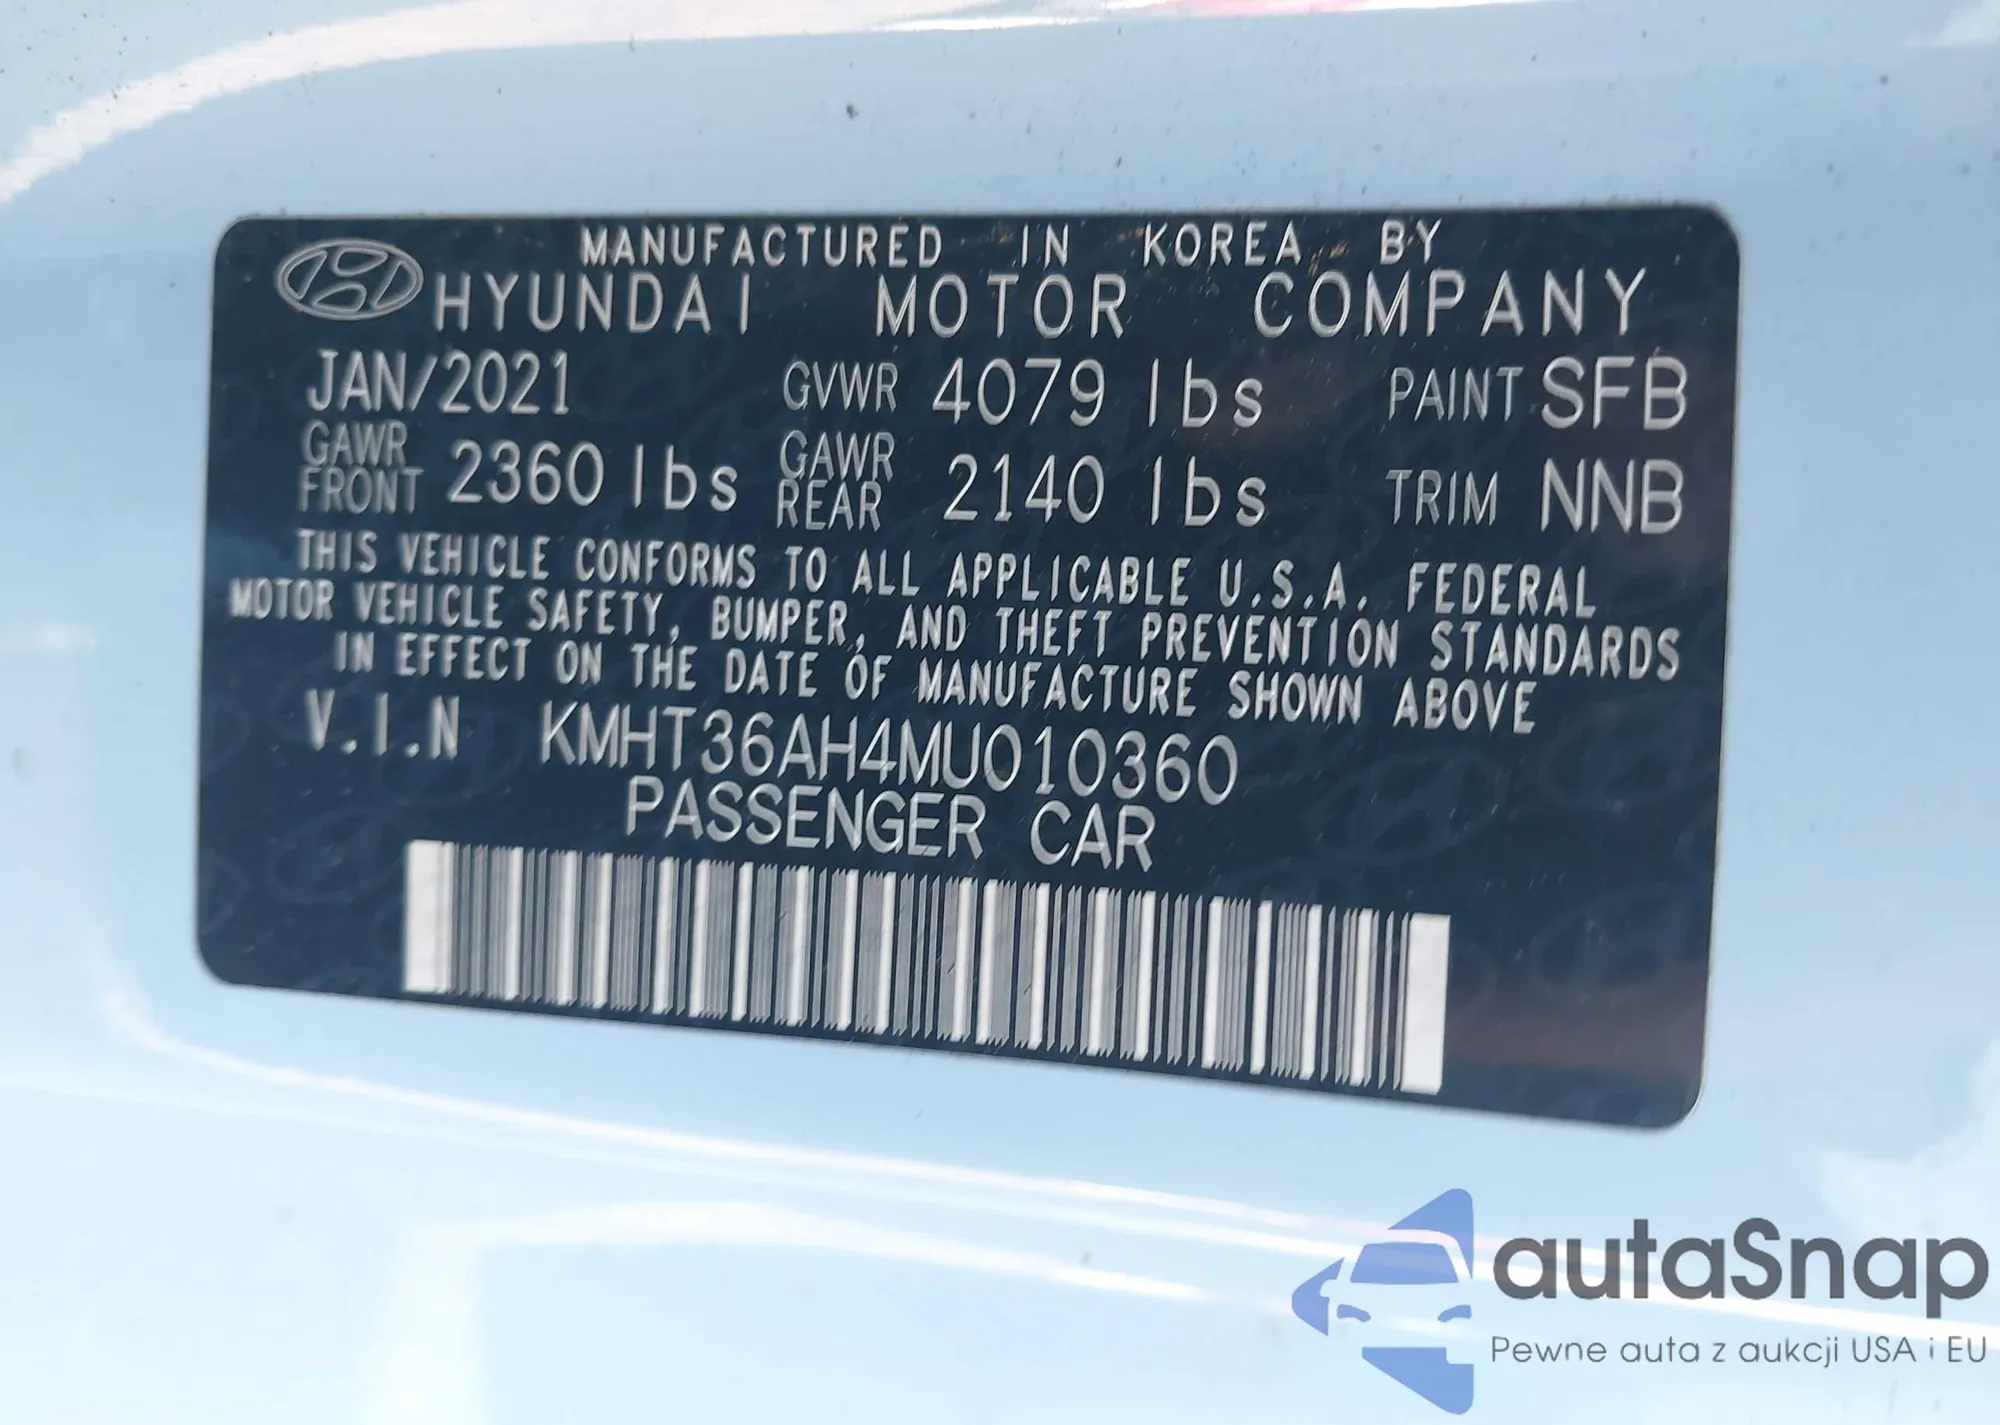 MANUFACTURED IN KOREA BY
HYUNDAI MOTOR COMPANY
JAN/2021 GVWR 4079 lbs PAINT SFB
GAWR FRONT 2360 lbs GAWR REAR 2140 lbs TRIM NNB
THIS VEHICLE CONFORMS TO ALL APPLICABLE U.S.A. FEDERAL
MOTOR VEHICLE SAFETY, BUMPER, AND THEFT PREVENTION STANDARDS
IN EFFECT ON THE DATE OF MANUFACTURE SHOWN ABOVE
V.I.N KMHT36AH4MU010360
PASSENGER CAR
autaSnap
Pewne auta z aukcji USA i EU